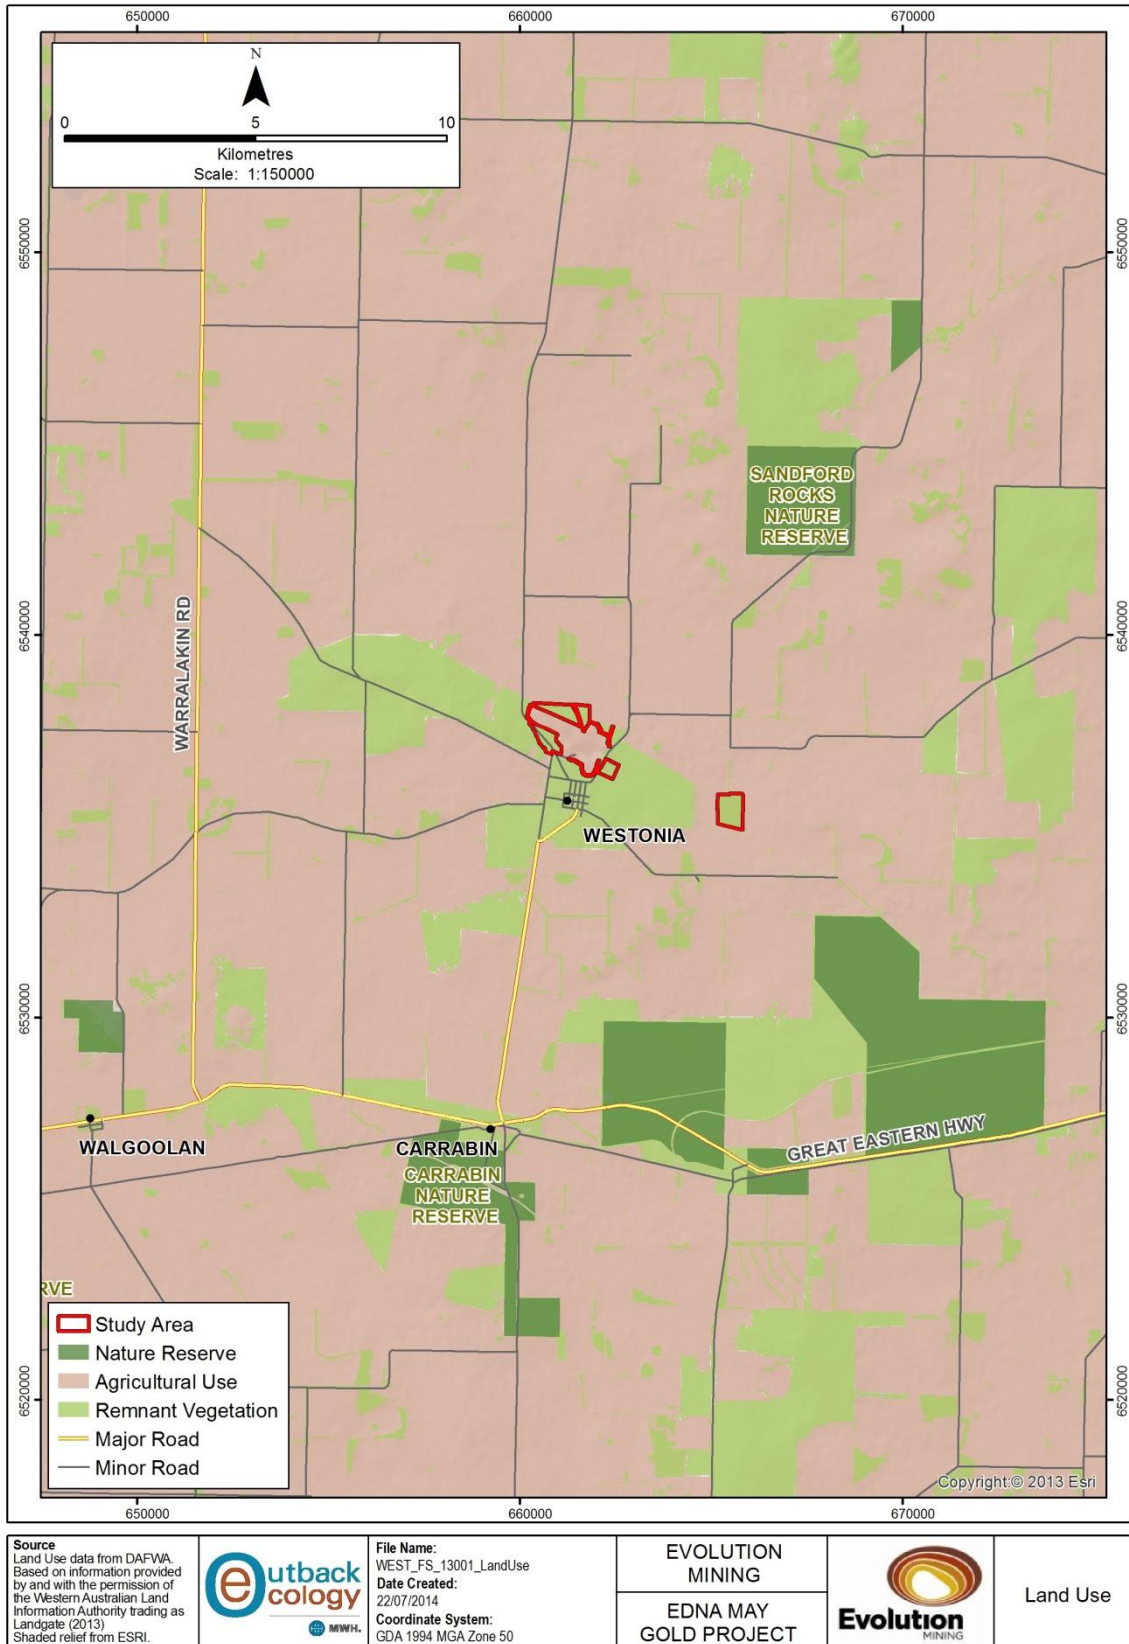 650000
660000
670000
N
0
5
10
Kilometres
Scale: 1:150000
6550000
6550000
SANDFORD
ROCKS
NATURE
RESERVE
6540000
6540000
WARRALAKIN RD
WESTONIA
6530000
6530000
WALGOOLAN
CARRABIN
GREAT EASTERN HWY
CARRABIN
NATURE
RESERVE
RVE
Study Area
Nature Reserve
Agricultural Use
Remnant Vegetation
Major Road
Minor Road
6520000
6520000
Copyright:© 2013 Esri
650000
660000
670000
Source
Land Use data from DAFWA.
Based on information provided
by and with the permission of
the Western Australian Land
Information Authority trading as
Landgate (2013)
Shaded relief from ESRI.
Outback
ecology
MWH.
File Name:
WEST_FS_13001_LandUse
Date Created:
22/07/2014
Coordinate System:
GDA 1994 MGA Zone 50
EVOLUTION
MINING
EDNA MAY
GOLD PROJECT
Evolution
MINING
Land Use